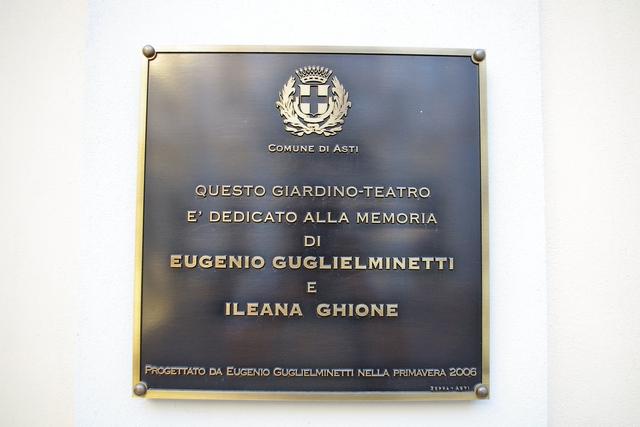 COMUNE DI ASTI
QUESTO GIARDINO-TEATRO
E' DEDICATO ALLA MEMORIA
DI
EUGENIO GUGLIELMINETTI
E
ILEANA GHIONE
PROGETTATO DA EUGENIO GUGLIELMINETTI NELLA PRIMAVERA 2006
- ASTI